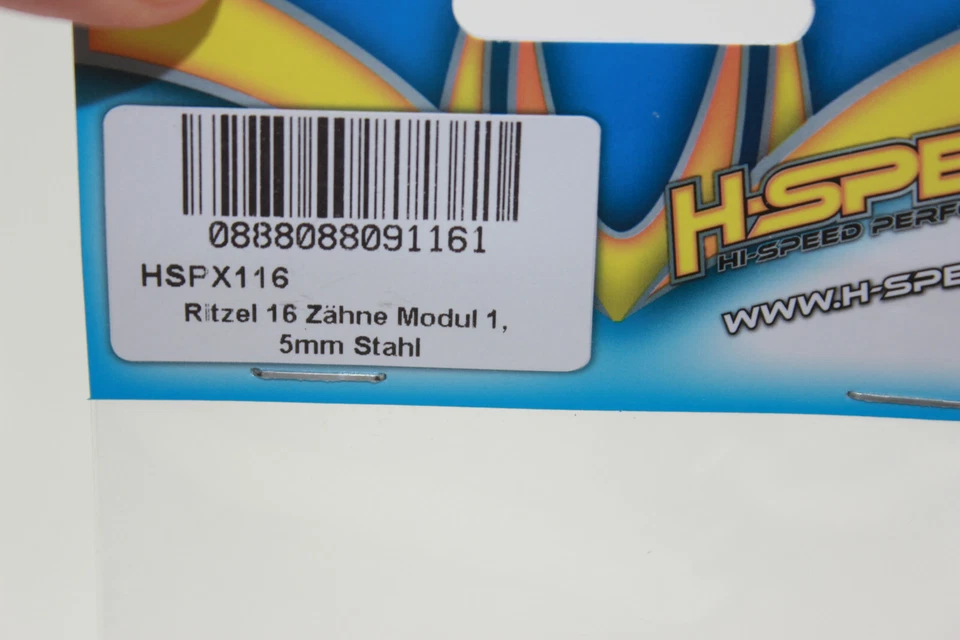 0888088091161
HSPX116
Ritzel 16 Zähne Modul 1,
5mm Stahl
H-SPE
HI-SPEED PERFO
WWW.H-SPE